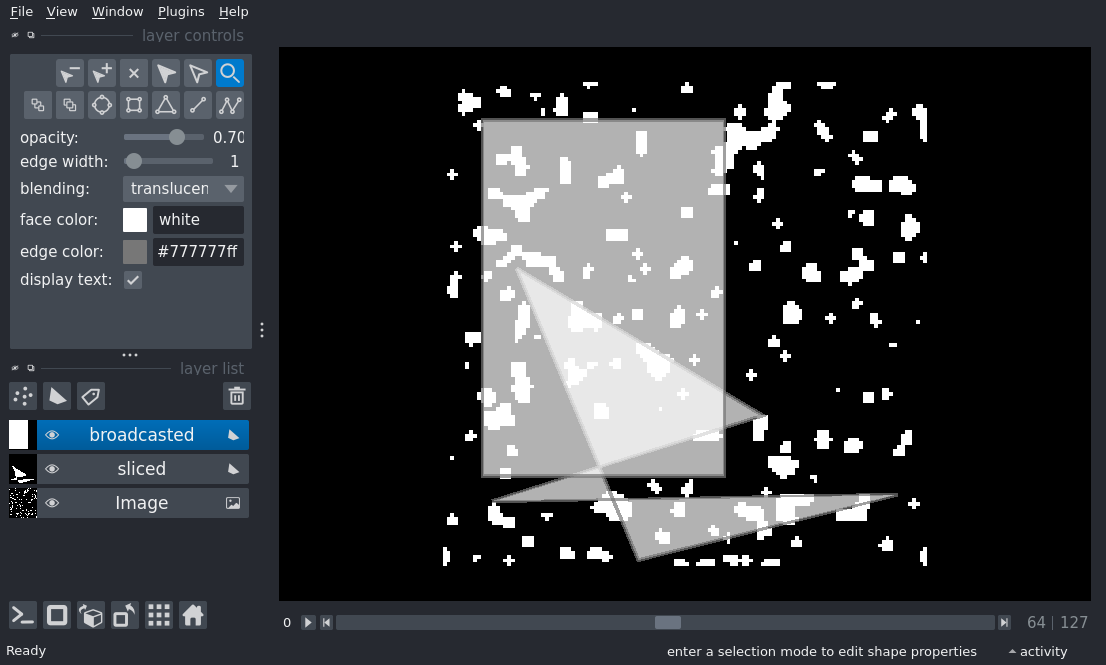 File View Window Plugins Help
layer controls
opacity: 0.70
edge width: 1
blending: translucen
face color: white
edge color: #777777ff
display text:
layer list
broadcasted
sliced
Image
0 64 | 127
Ready enter a selection mode to edit shape properties activity